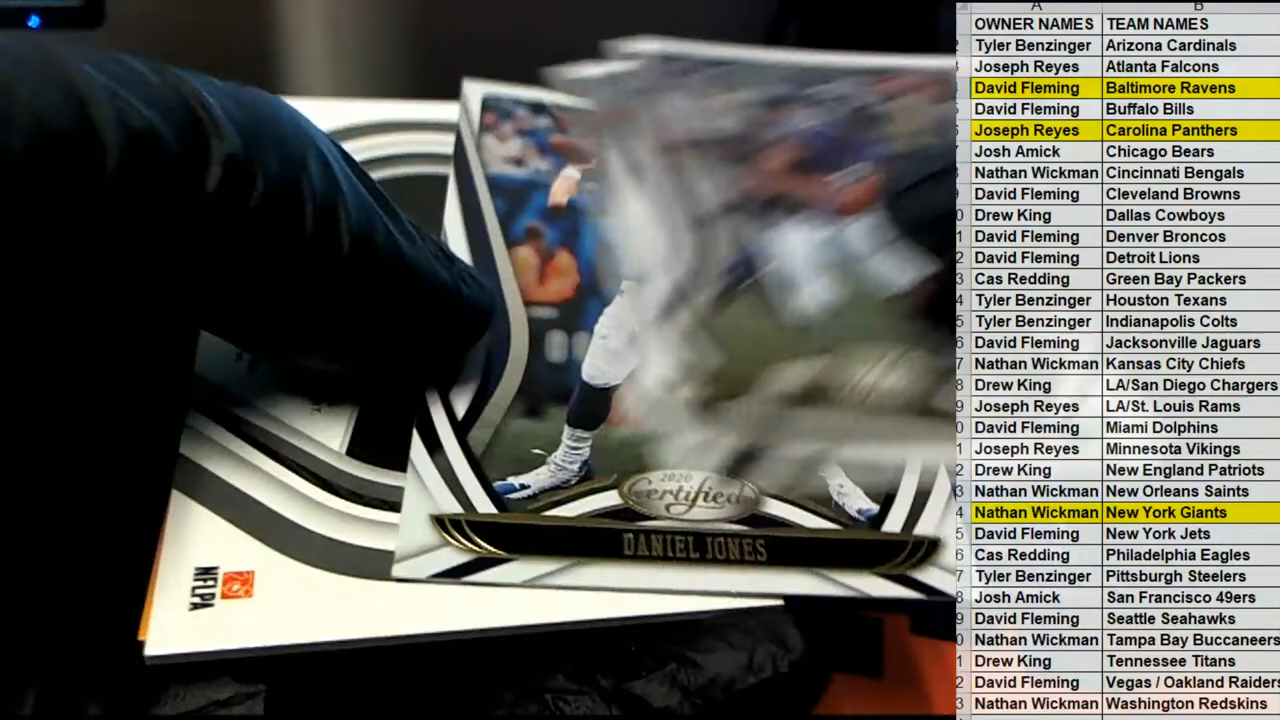 A B
OWNER NAMES TEAM NAMES
Tyler Benzinger Arizona Cardinals
Joseph Reyes Atlanta Falcons
David Fleming Baltimore Ravens
David Fleming Buffalo Bills
Joseph Reyes Carolina Panthers
Josh Amick Chicago Bears
Nathan Wickman Cincinnati Bengals
David Fleming Cleveland Browns
Drew King Dallas Cowboys
David Fleming Denver Broncos
David Fleming Detroit Lions
Cas Redding Green Bay Packers
Tyler Benzinger Houston Texans
Tyler Benzinger Indianapolis Colts
David Fleming Jacksonville Jaguars
Nathan Wickman Kansas City Chiefs
Drew King LA/San Diego Chargers
Joseph Reyes LA/St. Louis Rams
David Fleming Miami Dolphins
Joseph Reyes Minnesota Vikings
Drew King New England Patriots
Nathan Wickman New Orleans Saints
Nathan Wickman New York Giants
David Fleming New York Jets
Cas Redding Philadelphia Eagles
Tyler Benzinger Pittsburgh Steelers
Josh Amick San Francisco 49ers
David Fleming Seattle Seahawks
Nathan Wickman Tampa Bay Buccaneers
Drew King Tennessee Titans
David Fleming Vegas / Oakland Raiders
Nathan Wickman Washington Redskins
2020
Certified
DANIEL JONES
NFLPA